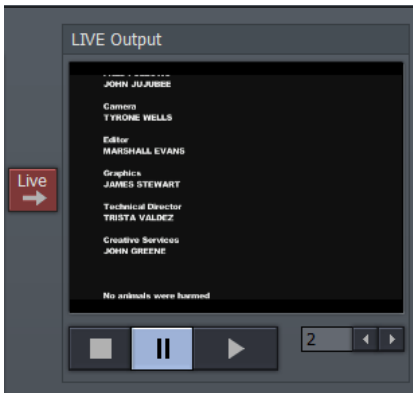 LIVE Output
JOHN JUJUBEE
Camera
TYRONE WELLS
Editor
MARSHALL EVANS
Graphics
JAMES STEWART
Technical Director
TRISTA VALDEZ
Creative Services
JOHN GREENE
No animals were harmed
Live
2